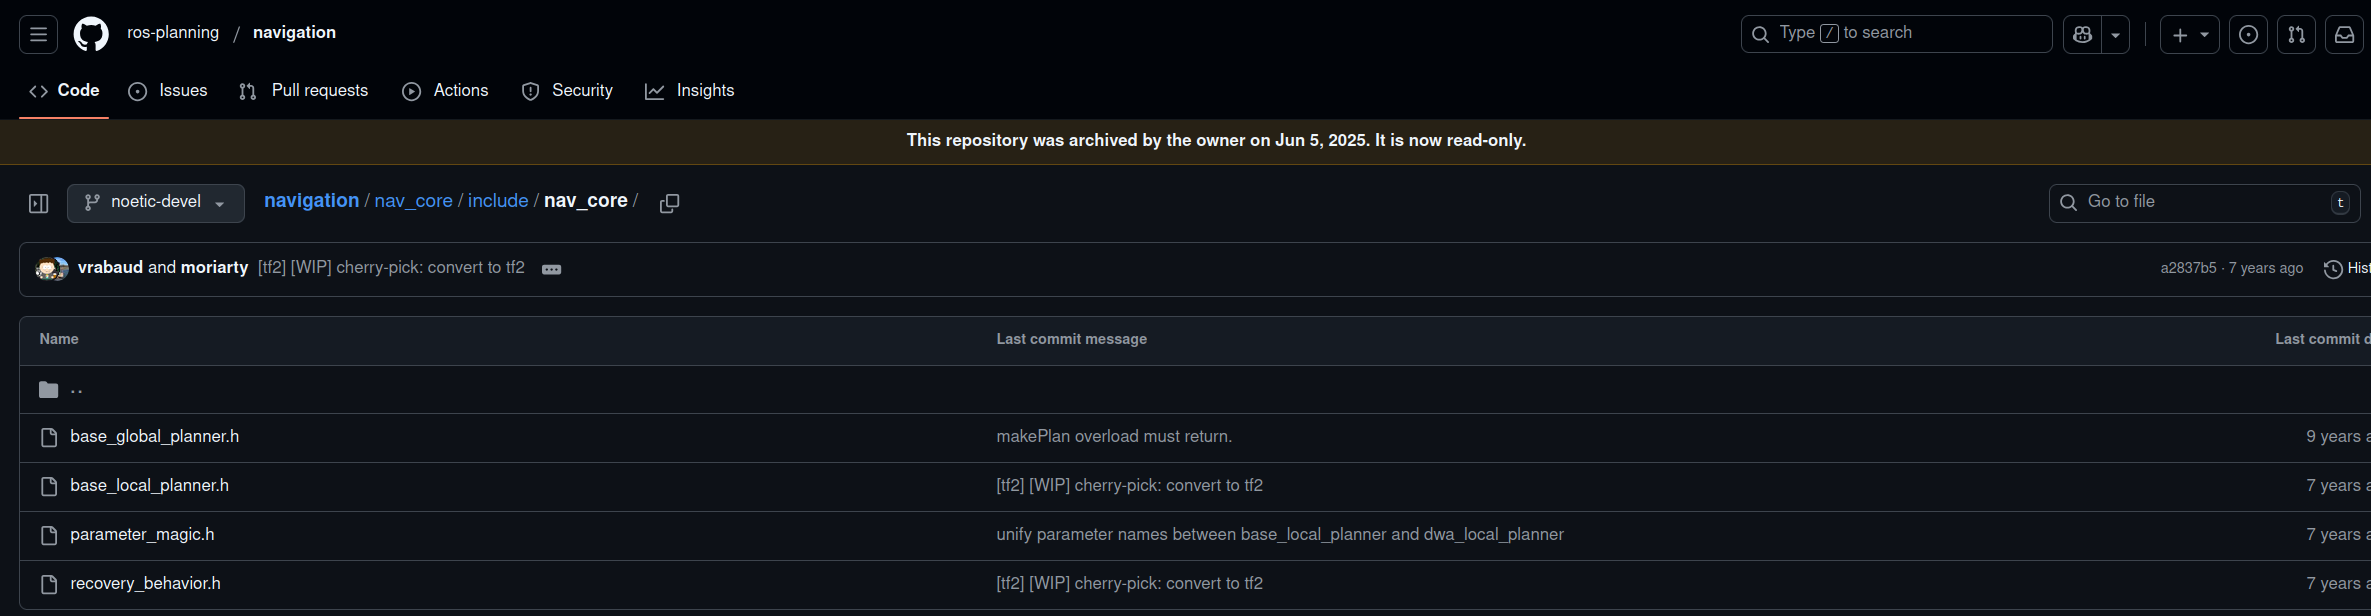 ros-planning / navigation
Type / to search
Code Issues Pull requests Actions Security Insights
This repository was archived by the owner on Jun 5, 2025. It is now read-only.
noetic-devel
navigation / nav_core / include / nav_core /
Go to file t
vrabaud and moriarty [tf2] [WIP] cherry-pick: convert to tf2
a2837b5 · 7 years ago
Hist
Name Last commit message Last commit d
..
base_global_planner.h makePlan overload must return. 9 years a
base_local_planner.h [tf2] [WIP] cherry-pick: convert to tf2 7 years a
parameter_magic.h unify parameter names between base_local_planner and dwa_local_planner 7 years a
recovery_behavior.h [tf2] [WIP] cherry-pick: convert to tf2 7 years a